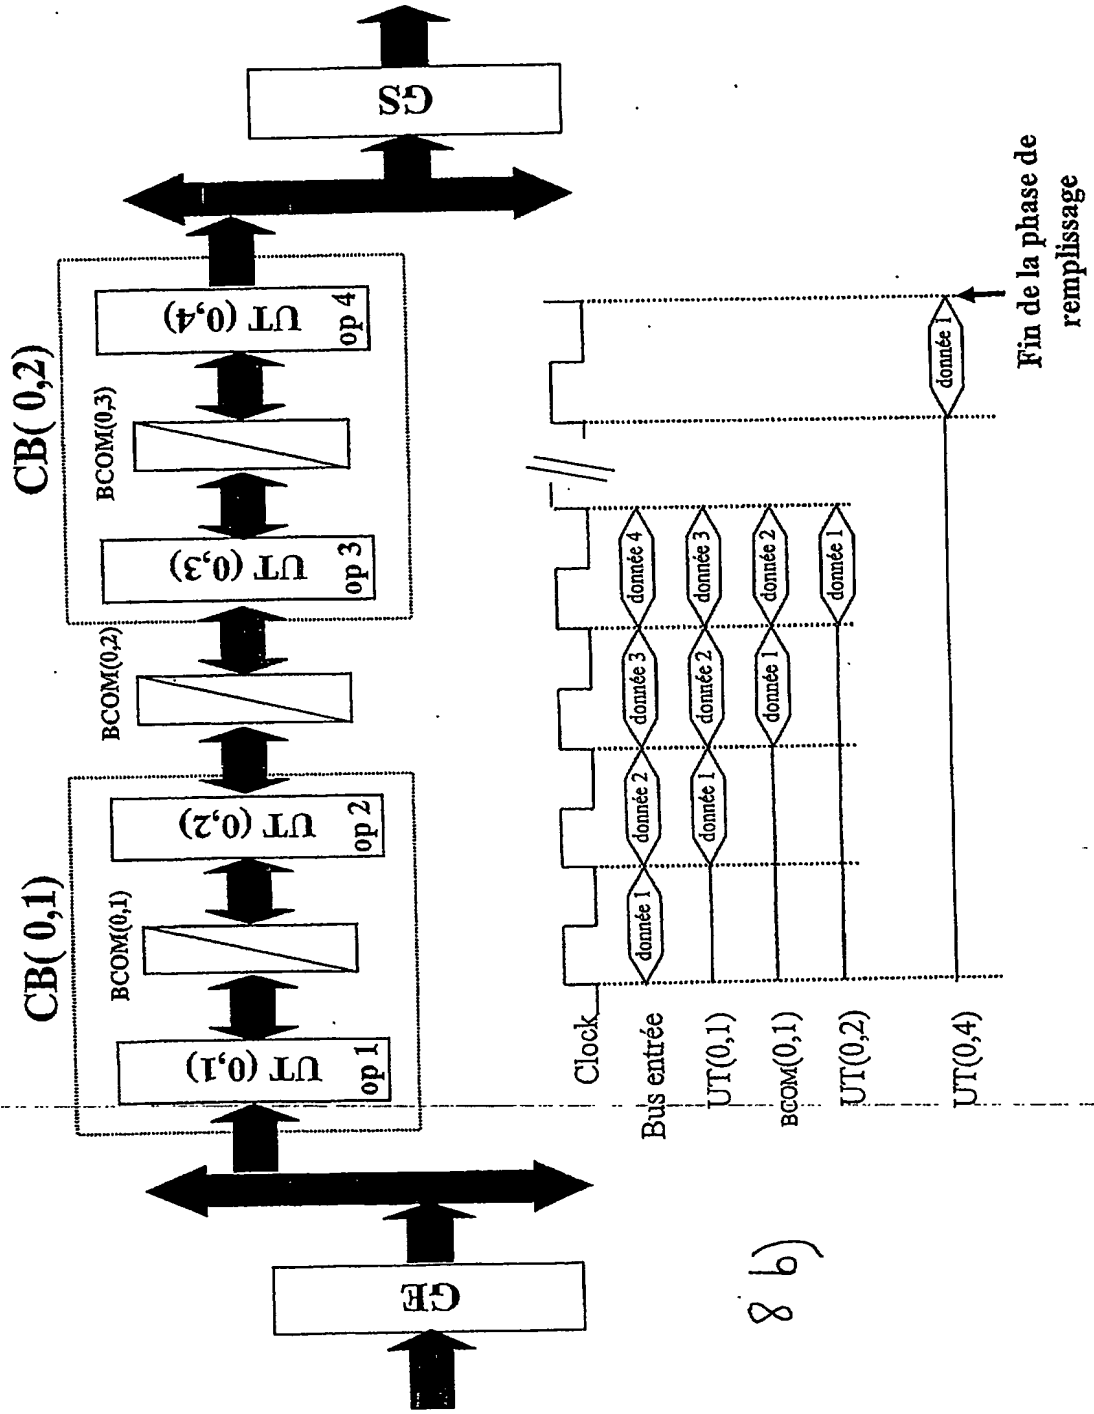 CB( 0,1)
CB( 0,2)
BCOM(0,1)
BCOM(0,2)
BCOM(0,3)
GE
UT (0,1)
op 1
UT (0,2)
op 2
UT (0,3)
op 3
UT (0,4)
op 4
GS
Clock
Bus entrée
donnée 1
donnée 2
donnée 3
donnée 4
UT(0,1)
donnée 1
donnée 2
donnée 3
BCOM(0,1)
donnée 1
donnée 2
UT(0,2)
donnée 1
UT(0,4)
donnée 1
Fin de la phase de
remplissage
8 b)